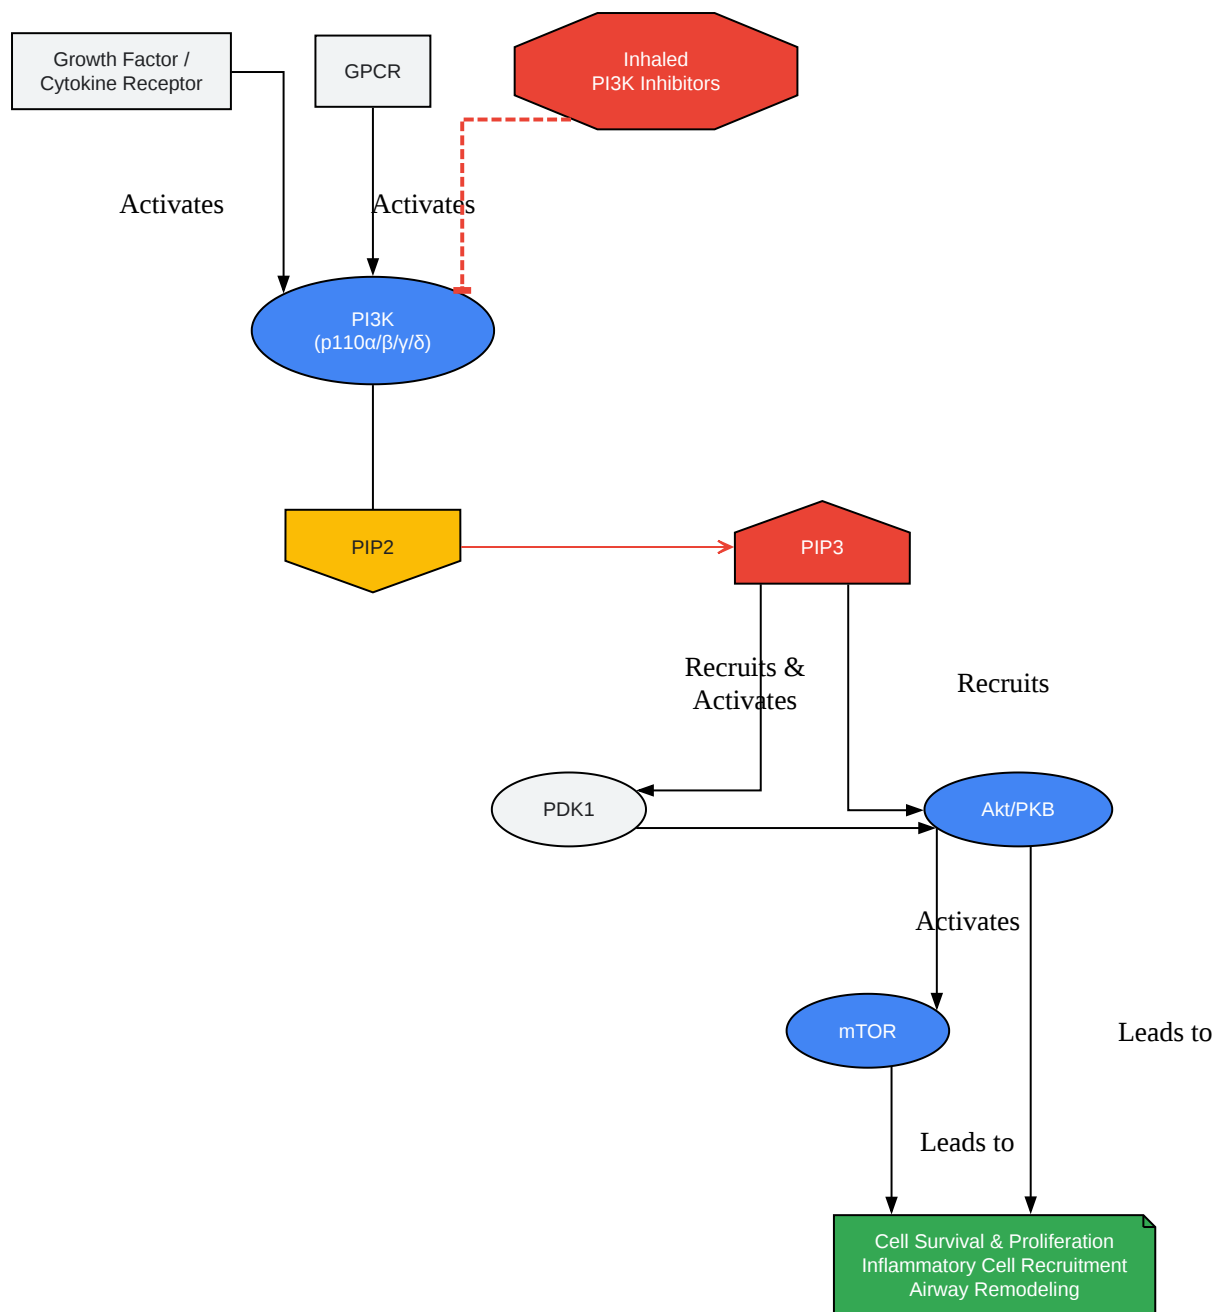 Growth Factor /
Cytokine Receptor
GPCR
Inhaled
PI3K Inhibitors
Activates
Activates
PI3K
(p110α/β/γ/δ)
PIP2
PIP3
Recruits &
Activates
Recruits
PDK1
Akt/PKB
Activates
mTOR
Leads to
Leads to
Cell Survival & Proliferation
Inflammatory Cell Recruitment
Airway Remodeling